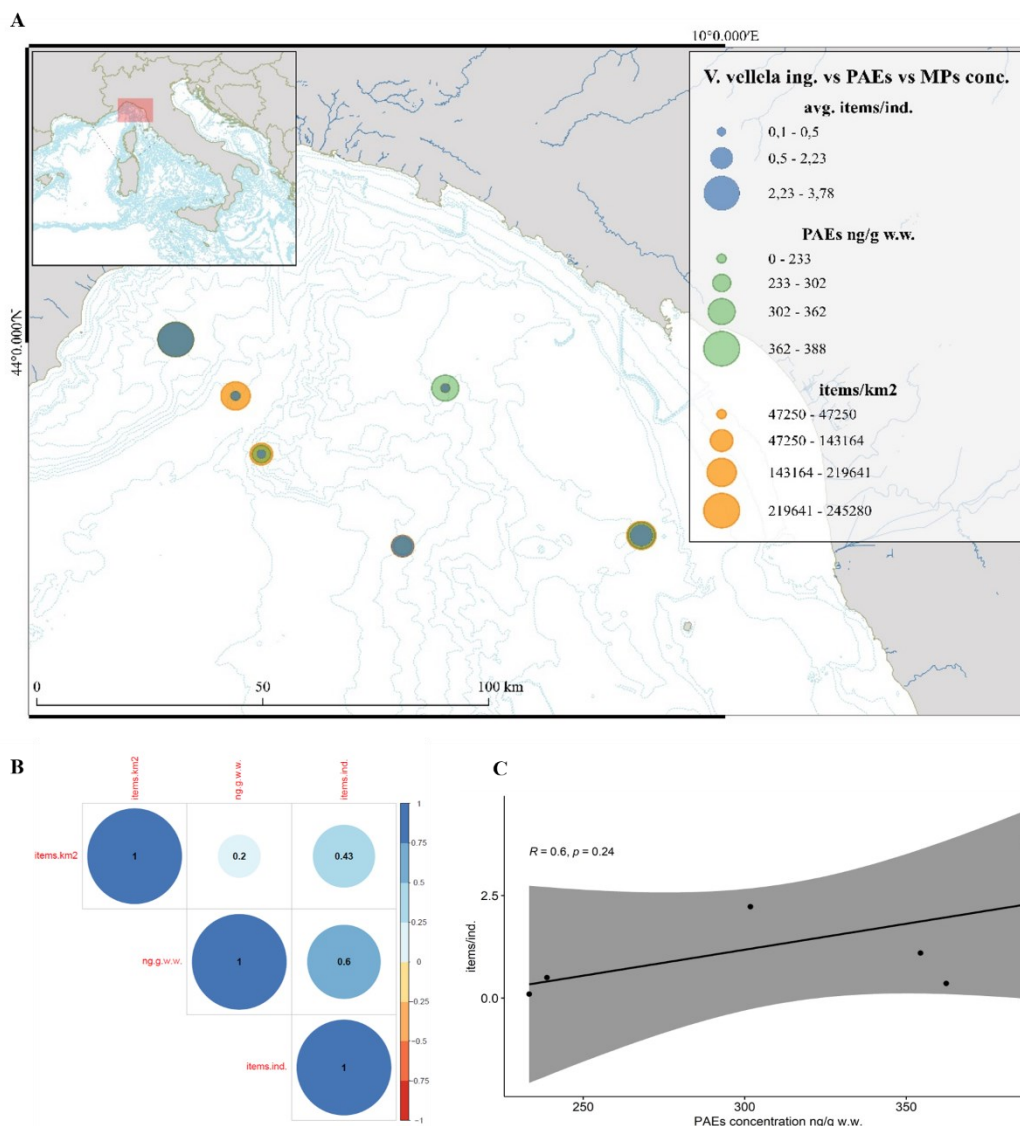 A
10°0.000'E
44°0.000'N
V. vcllcla ing. vs PAEs vs MPs conc.
avg. items/ind.
0,1 - 0,5
0,5 - 2,23
2,23 - 3,78
PAEs ng/g w.w.
0 - 233
233 - 302
302 - 362
362 - 388
items/km2
47250 - 47250
47250 - 143164
143164 - 219641
219641 - 245280
0 50 100 km
B
items.km2 ng.g.w.w. items.ind.
items.km2 1 0.2 0.43
ng.g.w.w. 1 0.6
items.ind. 1
1
0.75
0.5
0.25
0
-0.25
-0.5
-0.75
-1
C
R = 0.6, p = 0.24
items/ind.
2.5
0.0
250 300 350
PAEs concentration ng/g w.w.